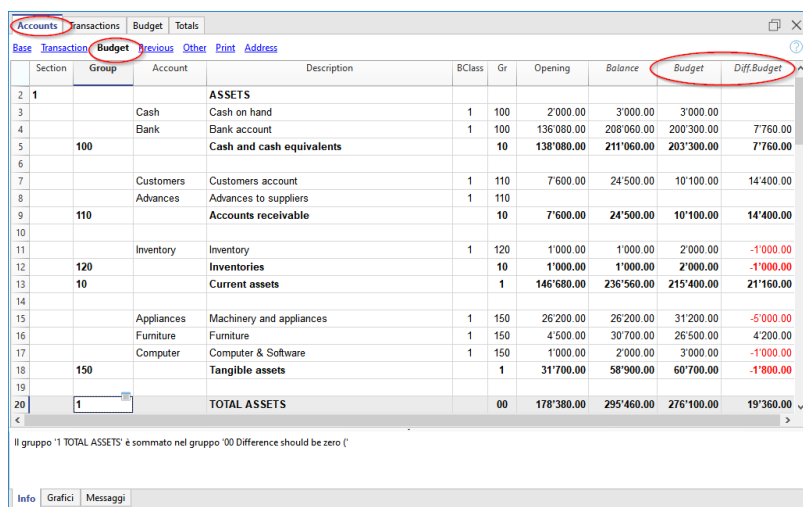 Accounts Transactions Budget Totals
Base Transaction Budget Previous Other Print Address
Section Group Account Description BClass Gr Opening Balance Budget Diff.Budget
2 1 ASSETS
3 Cash Cash on hand 1 100 2'000.00 3'000.00 3'000.00
4 Bank Bank account 1 100 136'080.00 208'060.00 200'300.00 7'760.00
5 100 Cash and cash equivalents 10 138'080.00 211'060.00 203'300.00 7'760.00
6
7 Customers Customers account 1 110 7'600.00 24'500.00 10'100.00 14'400.00
8 Advances Advances to suppliers 1 110
9 110 Accounts receivable 10 7'600.00 24'500.00 10'100.00 14'400.00
10
11 Inventory Inventory 1 120 1'000.00 1'000.00 2'000.00 -1'000.00
12 120 Inventories 10 1'000.00 1'000.00 2'000.00 -1'000.00
13 10 Current assets 1 146'680.00 236'560.00 215'400.00 21'160.00
14
15 Appliances Machinery and appliances 1 150 26'200.00 26'200.00 31'200.00 -5'000.00
16 Furniture Furniture 1 150 4'500.00 30'700.00 26'500.00 4'200.00
17 Computer Computer & Software 1 150 1'000.00 2'000.00 3'000.00 -1'000.00
18 150 Tangible assets 1 31'700.00 58'900.00 60'700.00 -1'800.00
19
20 1 TOTAL ASSETS 00 178'380.00 295'460.00 276'100.00 19'360.00
Il gruppo '1 TOTAL ASSETS' è sommato nel gruppo '00 Difference should be zero ('
Info Grafici Messaggi